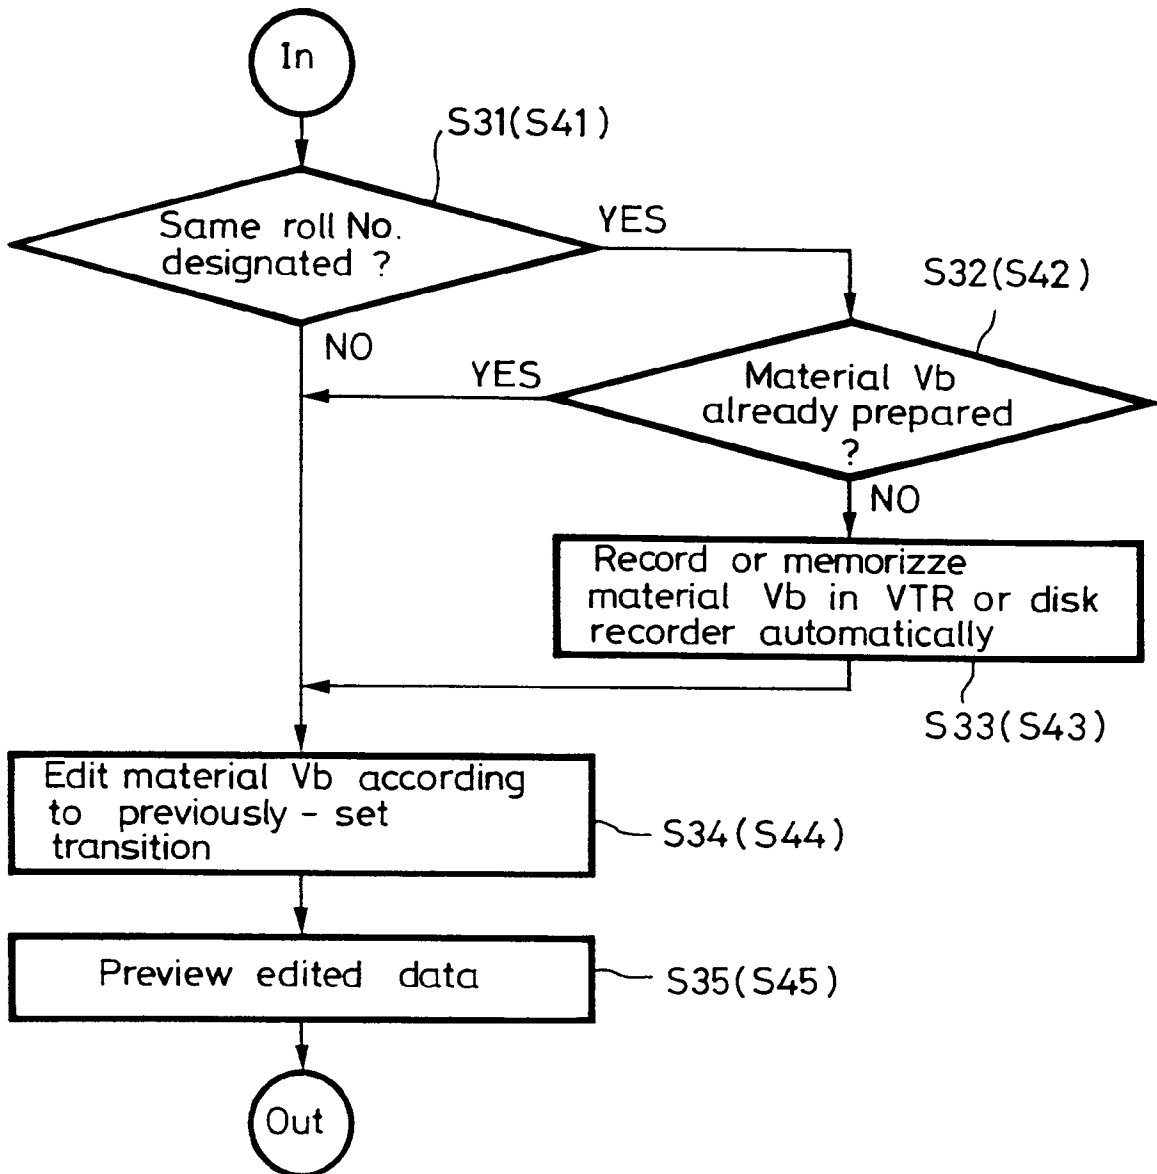 In
S31(S41)
Same roll No.
designated ?
YES
S32(S42)
NO
YES
Material Vb
already prepared
?
NO
Record or memorizze
material Vb in VTR or disk
recorder automatically
S33(S43)
Edit material Vb according
to previously - set
transition
S34(S44)
Preview edited data
S35(S45)
Out